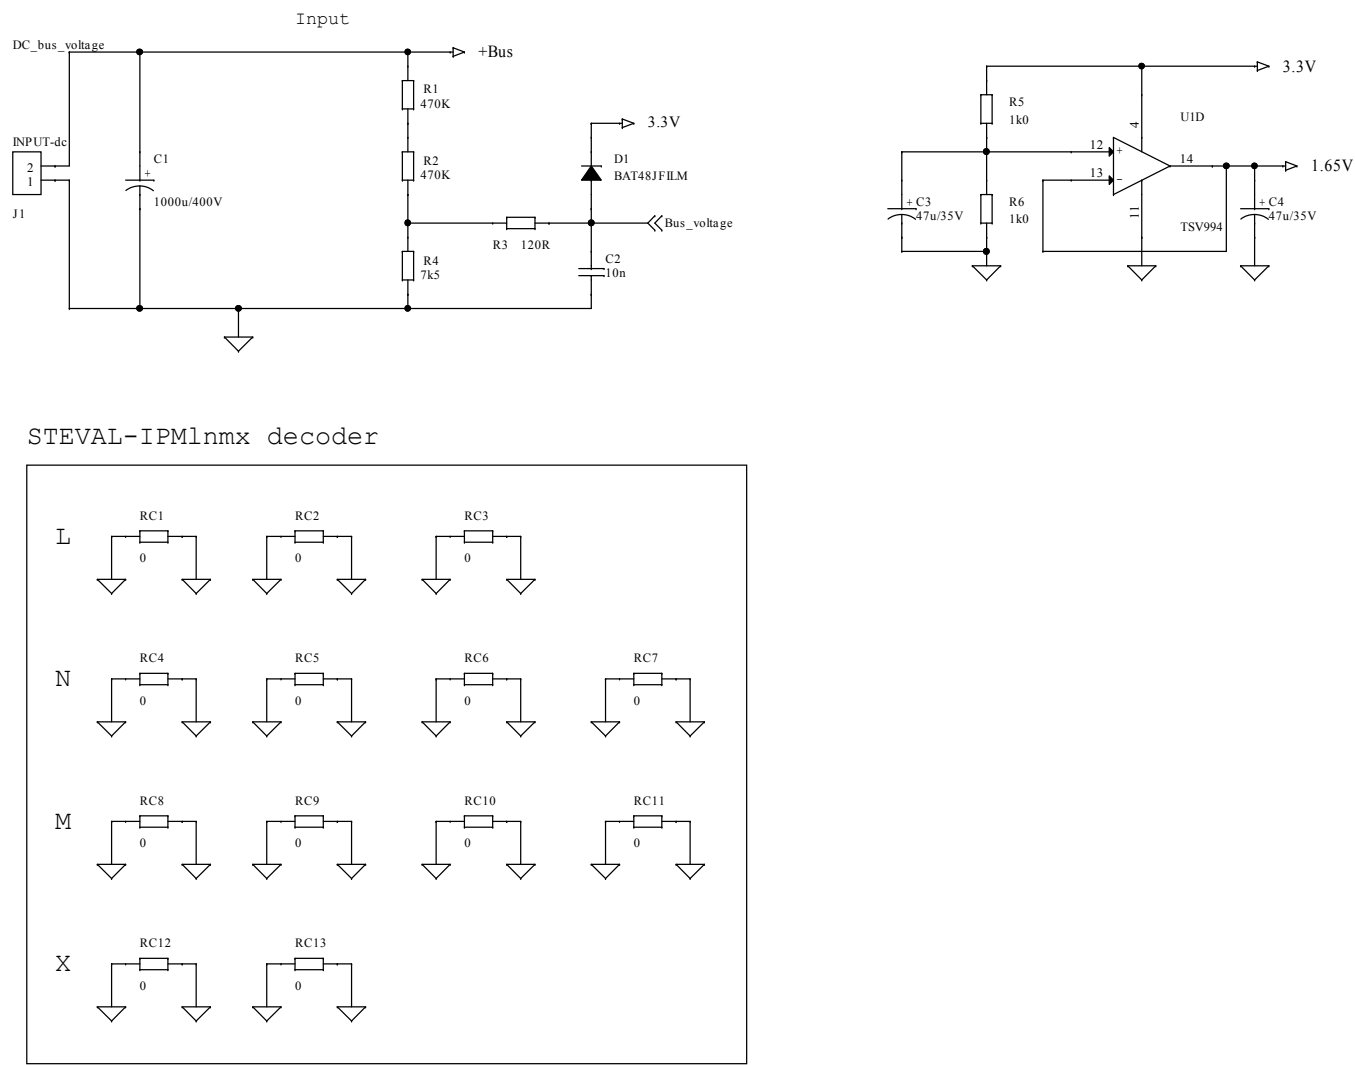 Input
DC_bus_voltage
+Bus
R1
470K
R2
470K
R3 120R
R4
7k5
3.3V
D1
BAT48JFILM
Bus_voltage
C2
10n
INPUT-dc
2
1
J1
C1
+
1000u/400V
3.3V
R5
1k0
R6
1k0
+ C3
47u/35V
U1D
4
12 +
13 −
11
14
TSV994
1.65V
+ C4
47u/35V
STEVAL-IPMlnmx decoder
L
RC1 RC2 RC3
0 0 0
N
RC4 RC5 RC6 RC7
0 0 0 0
M
RC8 RC9 RC10 RC11
0 0 0 0
X
RC12 RC13
0 0